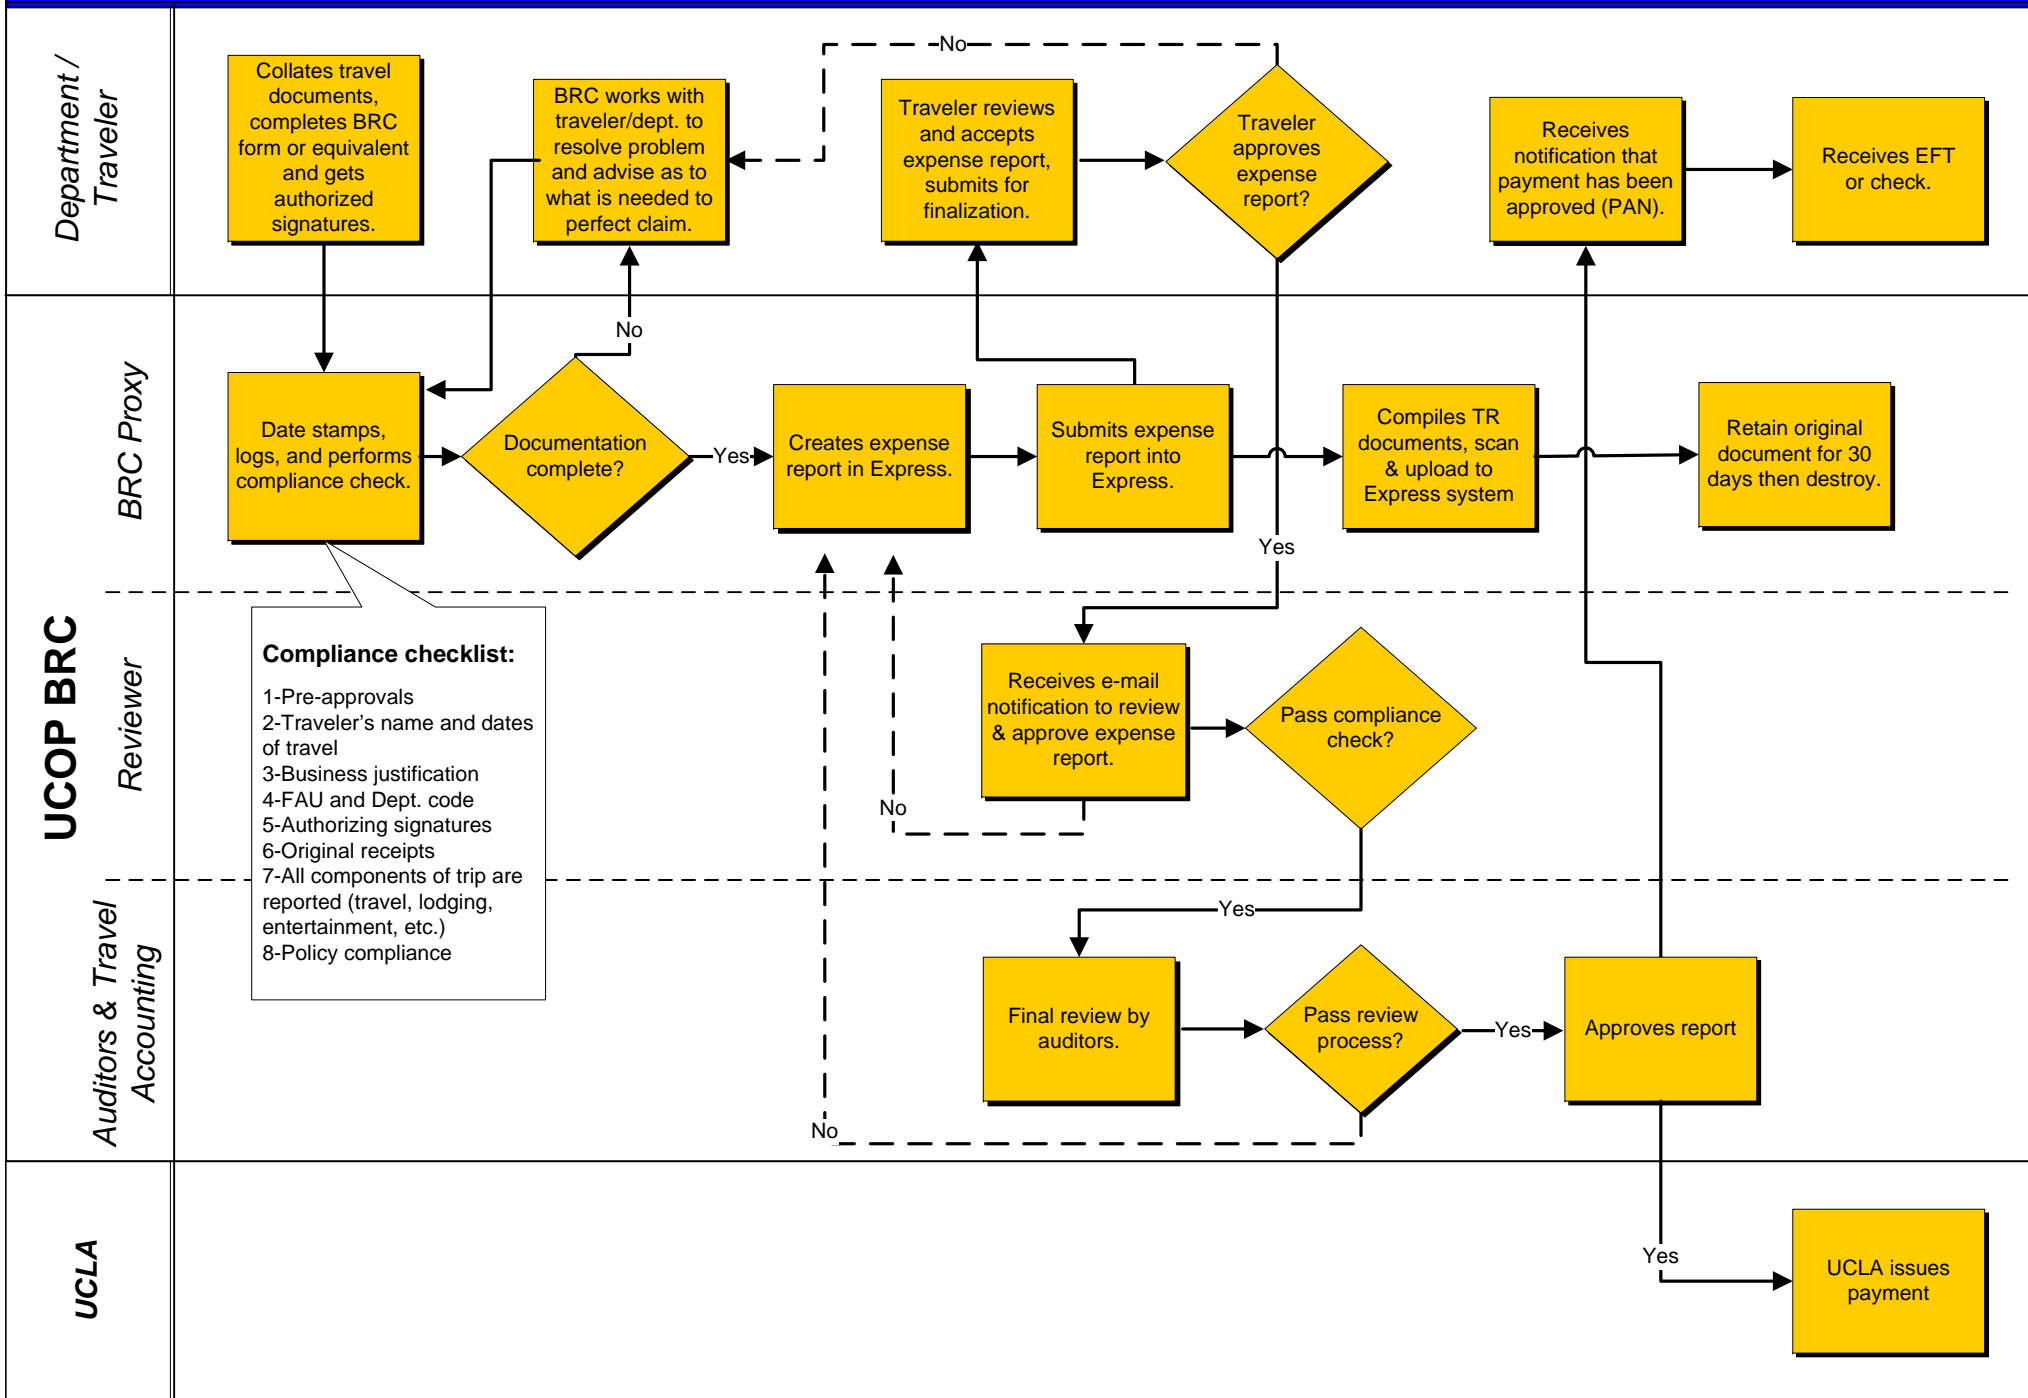 Department /
Traveler
Collates travel
documents,
completes BRC
form or equivalent
and gets
authorized
signatures.
BRC works with
traveler/dept. to
resolve problem
and advise as to
what is needed to
perfect claim.
No
Traveler reviews
and accepts
expense report,
submits for
finalization.
Traveler
approves
expense
report?
Receives
notification that
payment has been
approved (PAN).
Receives EFT
or check.
UCOP BRC
BRC Proxy
Date stamps,
logs, and performs
compliance check.
No
Documentation
complete?
Yes
Creates expense
report in Express.
Submits expense
report into
Express.
Compiles TR
documents, scan
& upload to
Express system
Retain original
document for 30
days then destroy.
Yes
Reviewer
Compliance checklist:
1-Pre-approvals
2-Traveler’s name and dates
of travel
3-Business justification
4-FAU and Dept. code
5-Authorizing signatures
6-Original receipts
7-All components of trip are
reported (travel, lodging,
entertainment, etc.)
8-Policy compliance
Receives e-mail
notification to review
& approve expense
report.
No
Pass compliance
check?
Yes
Auditors & Travel
Accounting
Final review by
auditors.
Pass review
process?
Yes
Approves report
No
UCLA
Yes
UCLA issues
payment